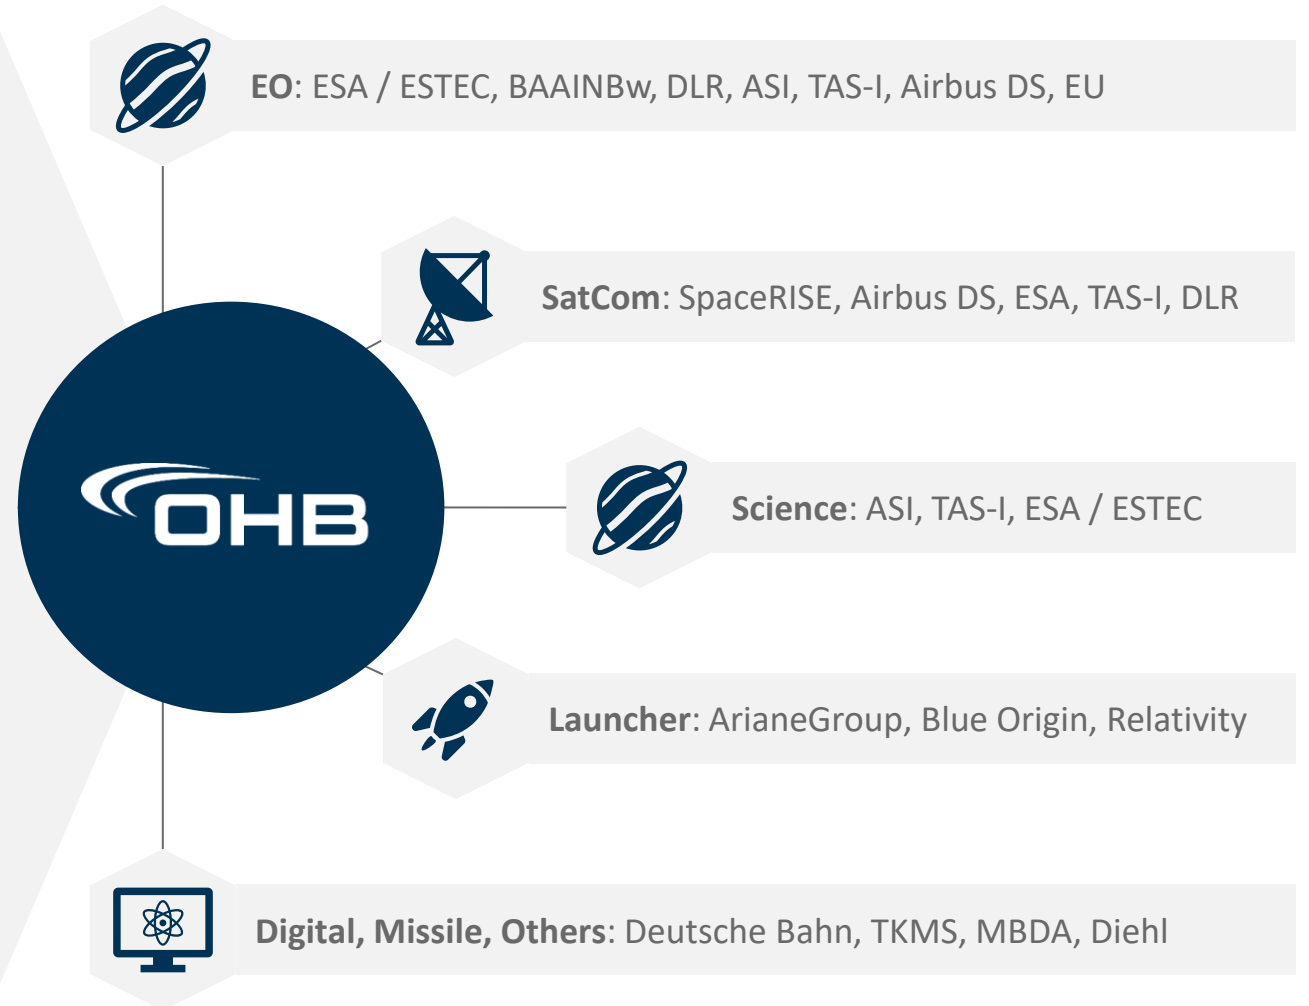 EO: ESA / ESTEC, BAAINBw, DLR, ASI, TAS-I, Airbus DS, EU
SatCom: SpaceRISE, Airbus DS, ESA, TAS-I, DLR
OHB
Science: ASI, TAS-I, ESA / ESTEC
Launcher: ArianeGroup, Blue Origin, Relativity
Digital, Missile, Others: Deutsche Bahn, TKMS, MBDA, Diehl